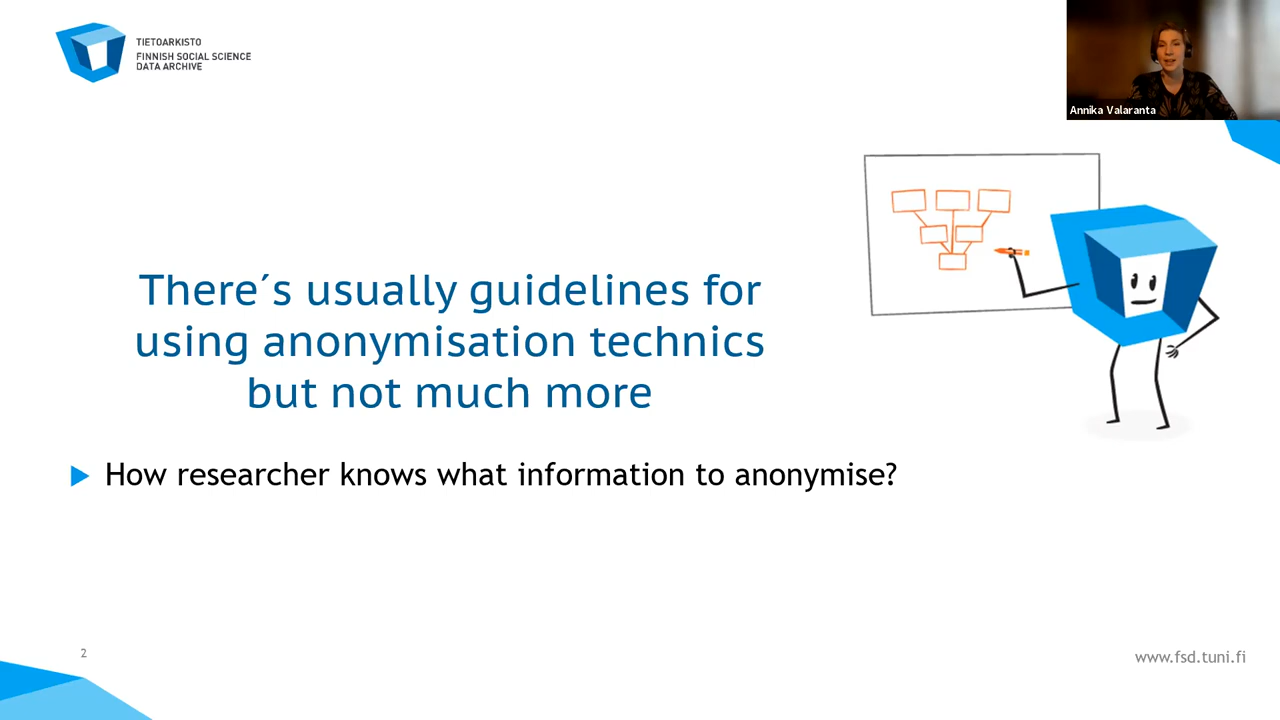 TIETOARKISTO
FINNISH SOCIAL SCIENCE
DATA ARCHIVE
Annika Valaranta
There´s usually guidelines for
using anonymisation technics
but not much more
How researcher knows what information to anonymise?
2
www.fsd.tuni.fi